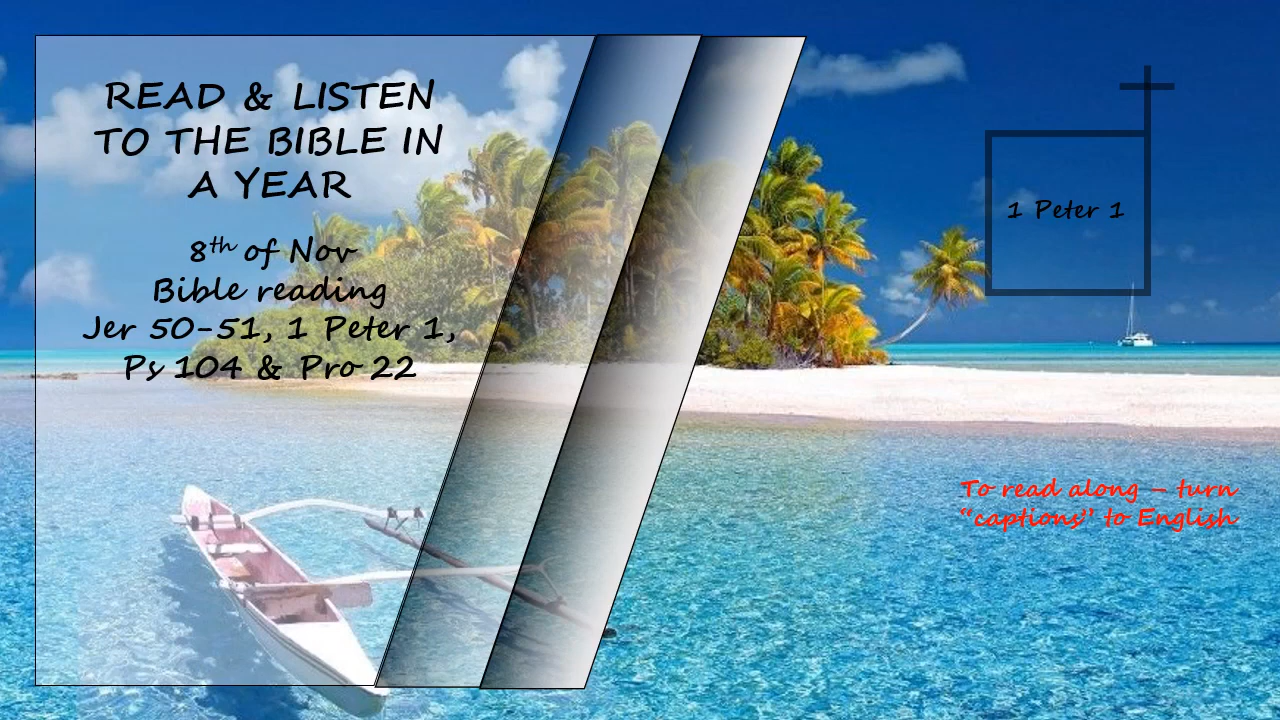 READ & LISTEN
TO THE BIBLE IN
A YEAR
8th of Nov
Bible reading
Jer 50-51, 1 Peter 1,
Ps 104 & Pro 22
1 Peter 1
To read along – turn
“captions” to English